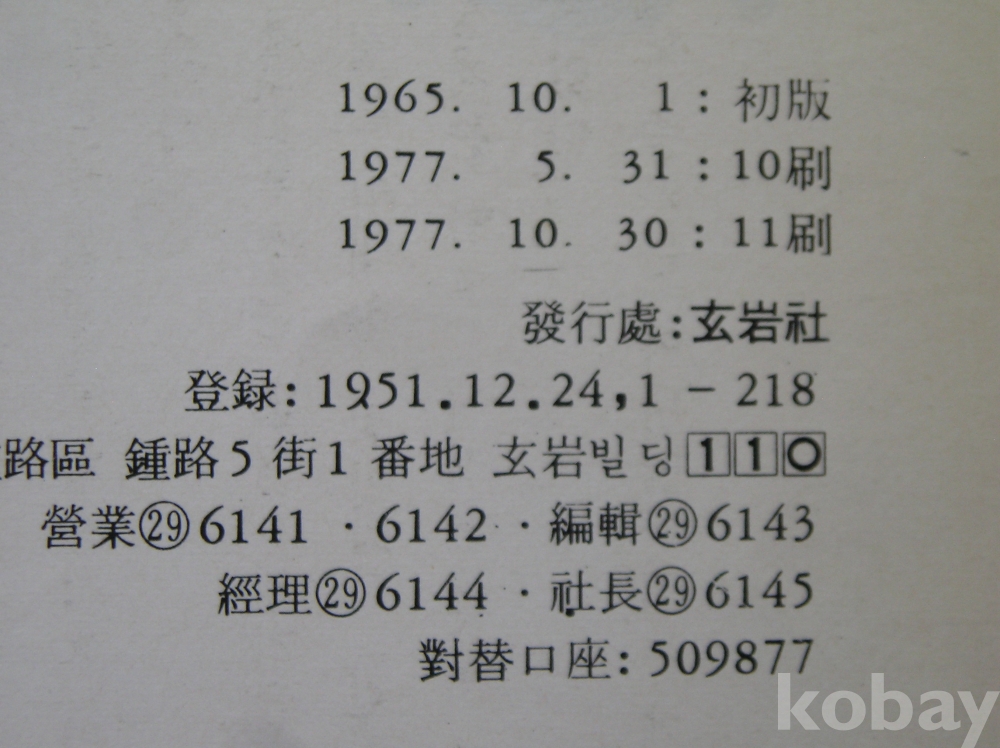 1965. 10. 1 : 初版
1977. 5. 31 : 10刷
1977. 10. 30 : 11刷
發行處:玄岩社
登録: 1951.12.24,1 - 218
路區 鍾路5街1番地 玄岩빌딩 110
營業㉙6141 · 6142 · 編輯㉙6143
經理㉙6144 · 社長㉙6145
對替口座: 509877
kobay